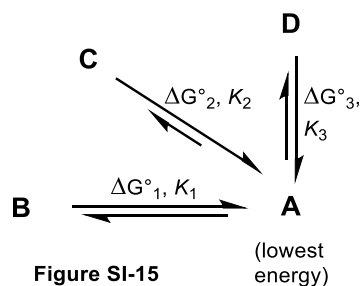 D
C
ΔG°₂, K₂
ΔG°₃,
K₃
ΔG°₁, K₁
B
A
(lowest
energy)
Figure SI-15